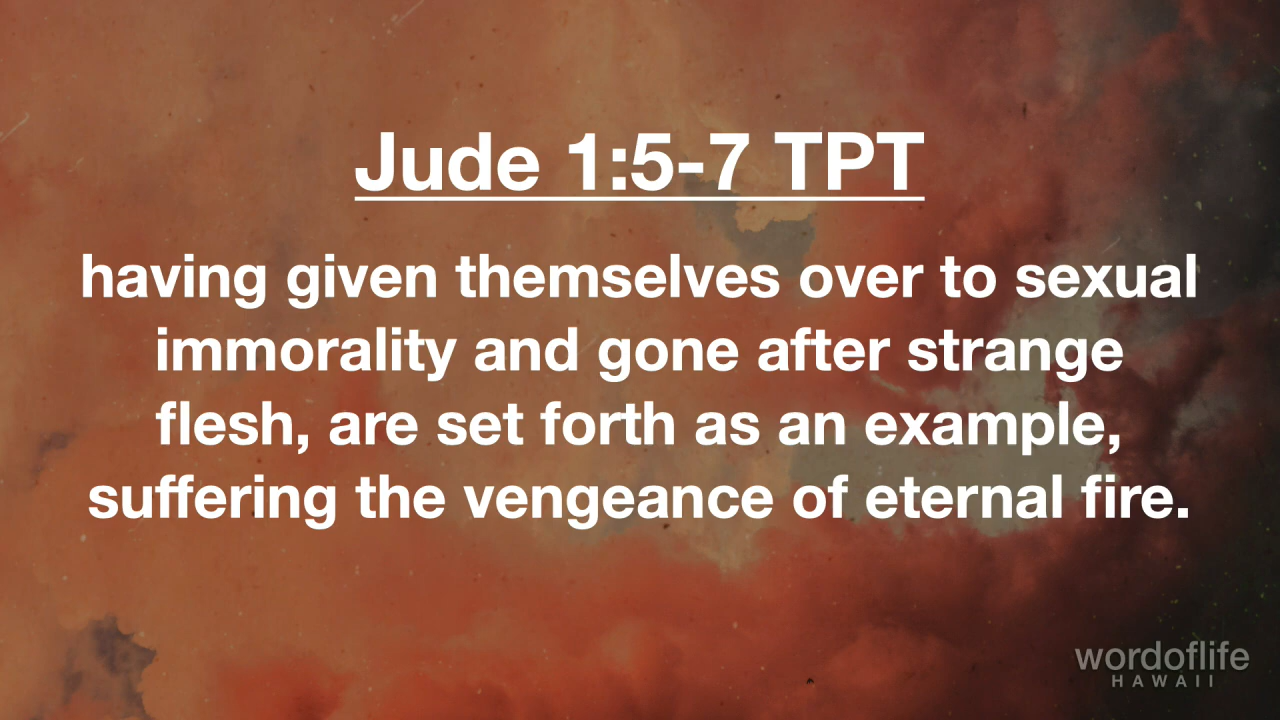 Jude 1:5-7 TPT
having given themselves over to sexual
immorality and gone after strange
flesh, are set forth as an example,
suffering the vengeance of eternal fire.
wordoflife
HAWAII